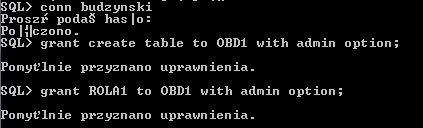 SQL> conn budzynski
Proszŕ podaŠ has│o:
Po│╣czono.
SQL> grant create table to OBD1 with admin option;
Pomyťlnie przyznano uprawnienia.
SQL> grant ROLA1 to OBD1 with admin option;
Pomyťlnie przyznano uprawnienia.